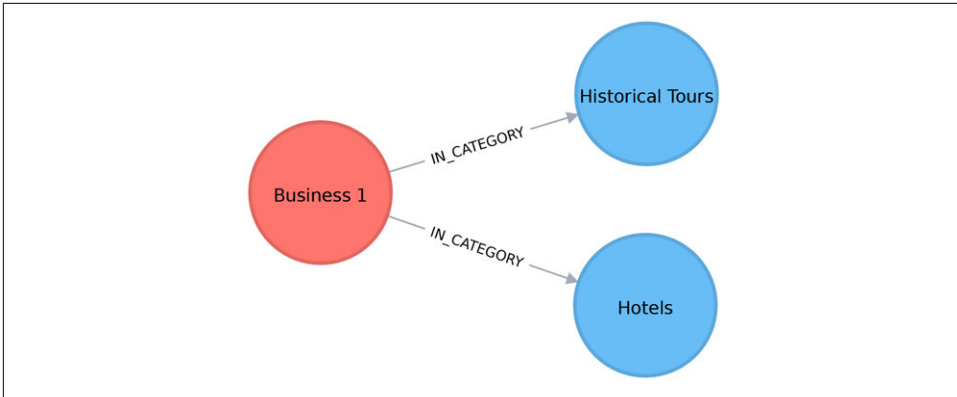 Historical Tours
IN_CATEGORY
Business 1
IN_CATEGORY
Hotels